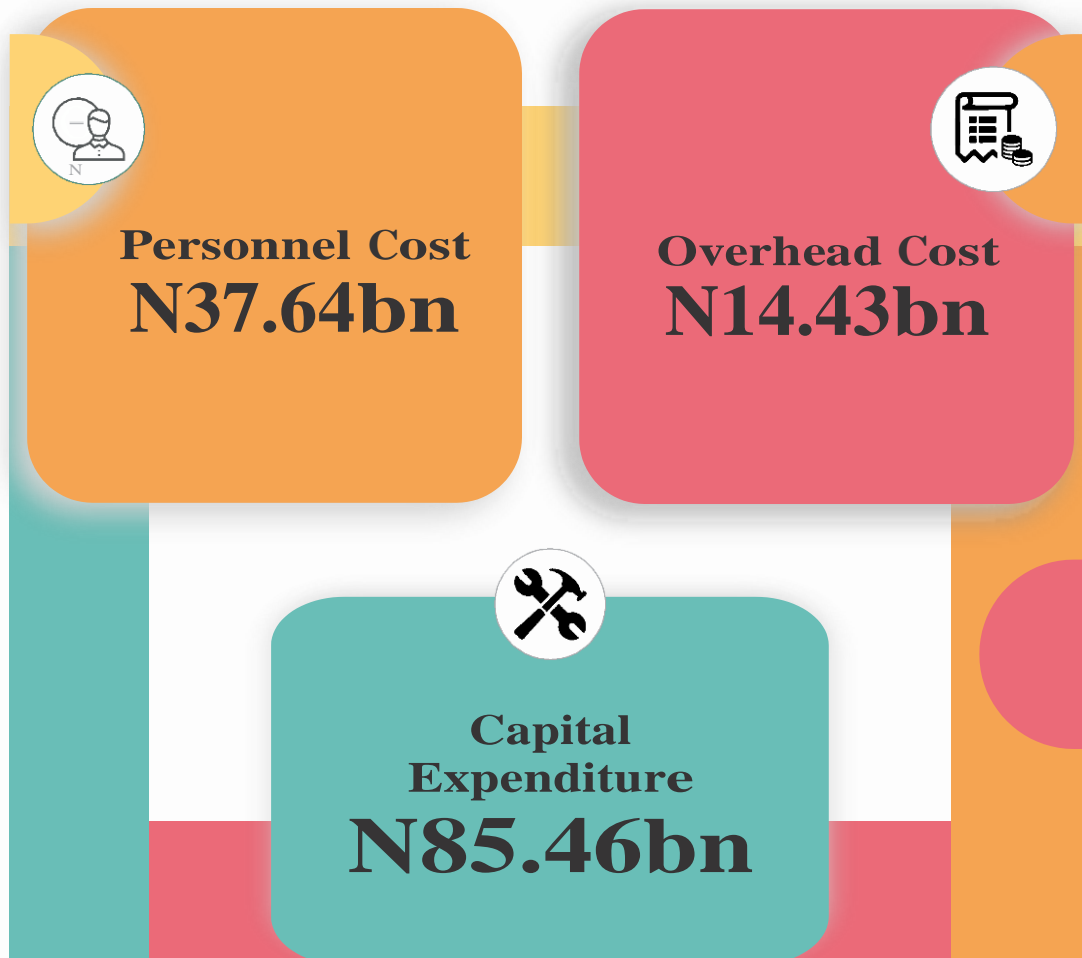 N
Personnel Cost
N37.64bn
Overhead Cost
N14.43bn
Capital
Expenditure
N85.46bn